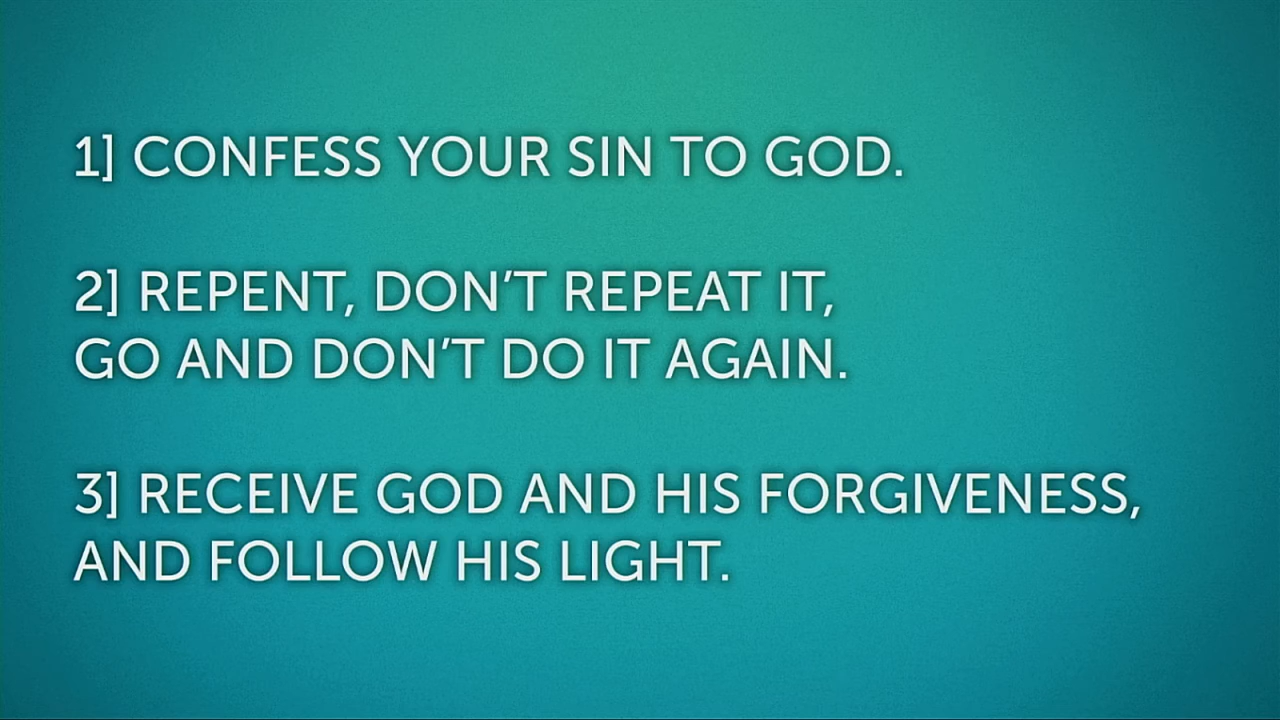 1] CONFESS YOUR SIN TO GOD.
2] REPENT, DON’T REPEAT IT,
GO AND DON’T DO IT AGAIN.
3] RECEIVE GOD AND HIS FORGIVENESS,
AND FOLLOW HIS LIGHT.